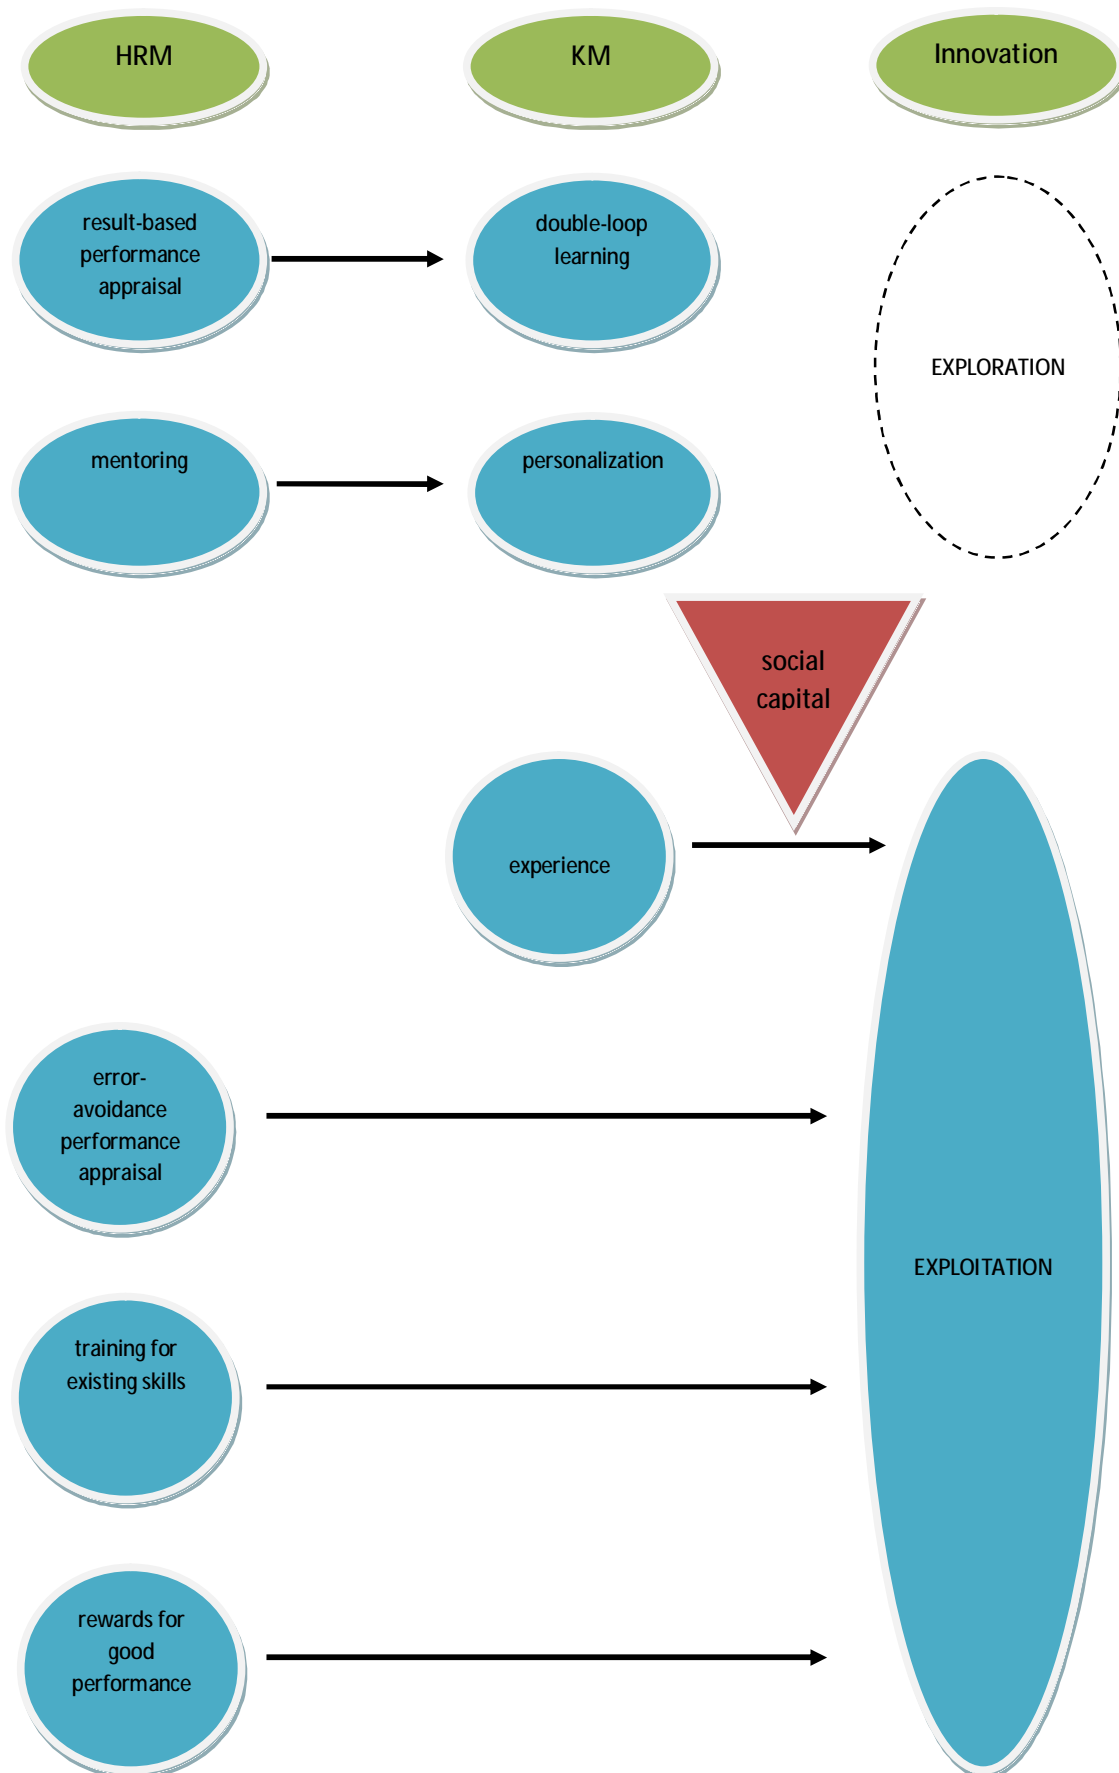 HRM
KM
Innovation
result-based
performance
appraisal
double-loop
learning
EXPLORATION
mentoring
personalization
social
capital
experience
error-
avoidance
performance
appraisal
EXPLOITATION
training for
existing skills
rewards for
good
performance